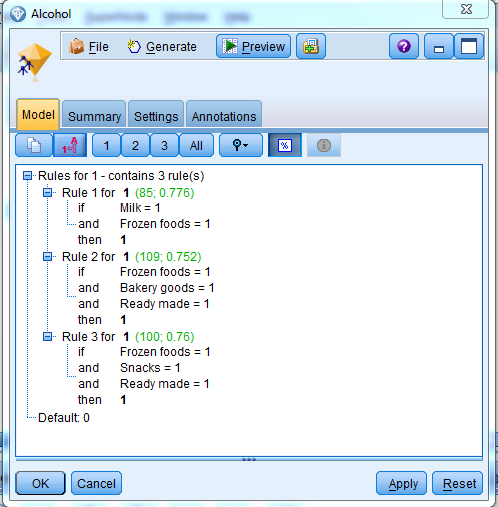 Alcohol
File Generate Preview
Model Summary Settings Annotations
1 2 3 All %
Rules for 1 - contains 3 rule(s)
Rule 1 for 1 (85; 0.776)
if Milk = 1
and Frozen foods = 1
then 1
Rule 2 for 1 (109; 0.752)
if Frozen foods = 1
and Bakery goods = 1
and Ready made = 1
then 1
Rule 3 for 1 (100; 0.76)
if Frozen foods = 1
and Snacks = 1
and Ready made = 1
then 1
Default: 0
OK Cancel Apply Reset